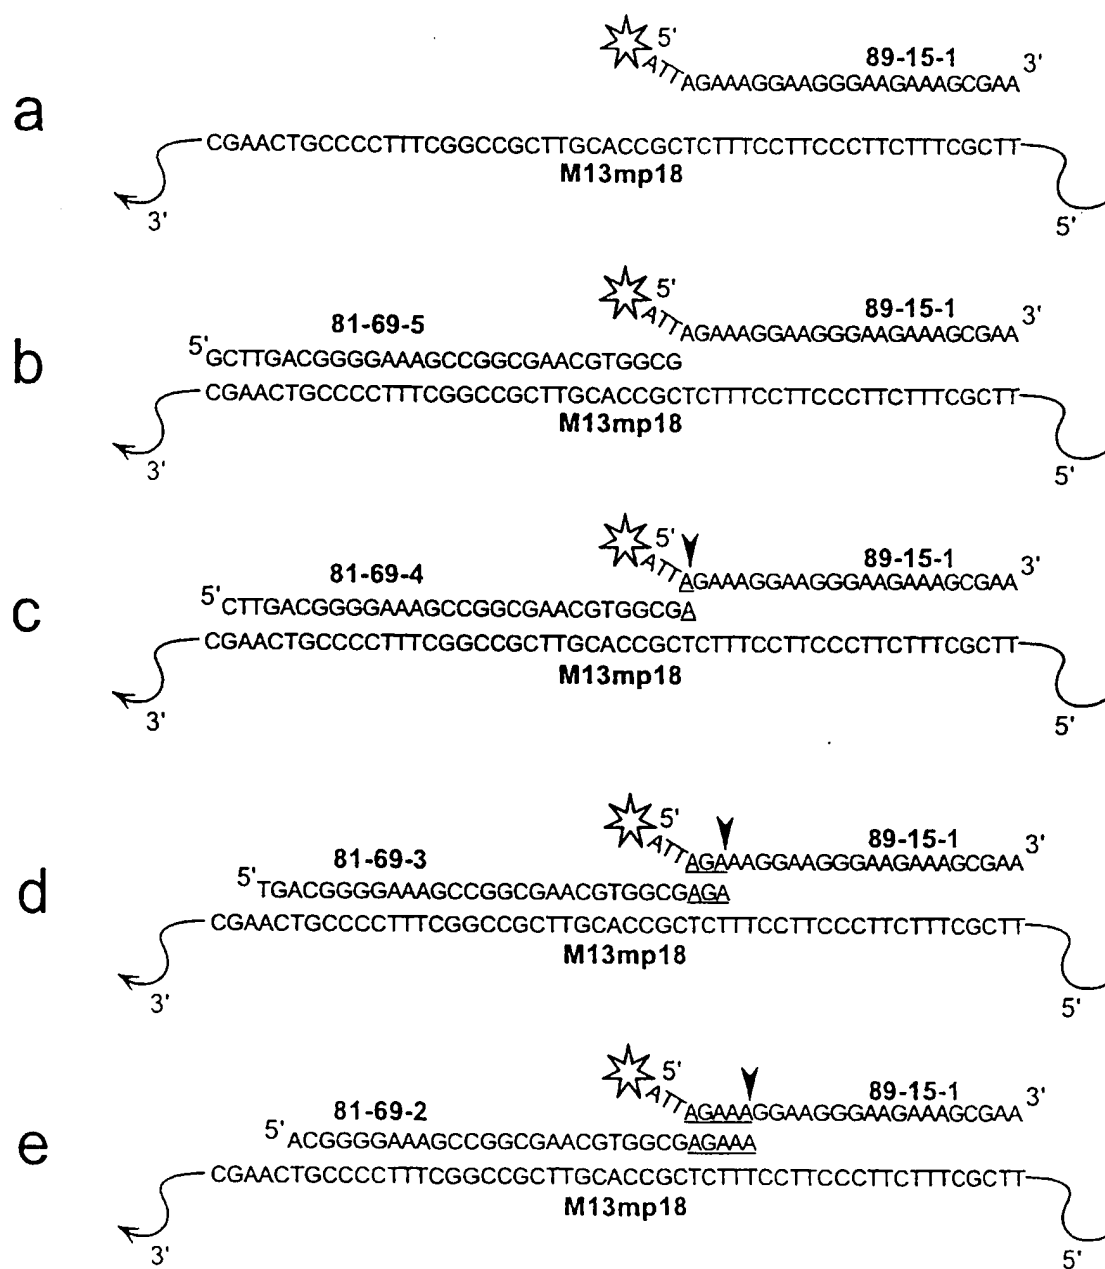 a
5'
89-15-1
3'
ATTAGAAAGGAAGGGAAGAAAGCGAA
CGAACTGCCCCTTTCGGCCGCTTGCACCGCTCTTTCCTTCCCTTCTTTCGCTT
M13mp18
3'
5'
b
5'
89-15-1
3'
81-69-5
ATTAGAAAGGAAGGGAAGAAAGCGAA
5'GCTTGACGGGGAAAGCCGGCGAACGTGGCG
CGAACTGCCCCTTTCGGCCGCTTGCACCGCTCTTTCCTTCCCTTCTTTCGCTT
M13mp18
3'
5'
c
5'
89-15-1
3'
81-69-4
ATTAGAAAGGAAGGGAAGAAAGCGAA
5'CTTGACGGGGAAAGCCGGCGAACGTGGCGA
CGAACTGCCCCTTTCGGCCGCTTGCACCGCTCTTTCCTTCCCTTCTTTCGCTT
M13mp18
3'
5'
d
5'
89-15-1
3'
81-69-3
ATTAGAAAGGAAGGGAAGAAAGCGAA
5'TGACGGGGAAAGCCGGCGAACGTGGCGAGA
CGAACTGCCCCTTTCGGCCGCTTGCACCGCTCTTTCCTTCCCTTCTTTCGCTT
M13mp18
3'
5'
e
5'
89-15-1
3'
81-69-2
ATTAGAAAGGAAGGGAAGAAAGCGAA
5'ACGGGGAAAGCCGGCGAACGTGGCGAGAAA
CGAACTGCCCCTTTCGGCCGCTTGCACCGCTCTTTCCTTCCCTTCTTTCGCTT
M13mp18
3'
5'